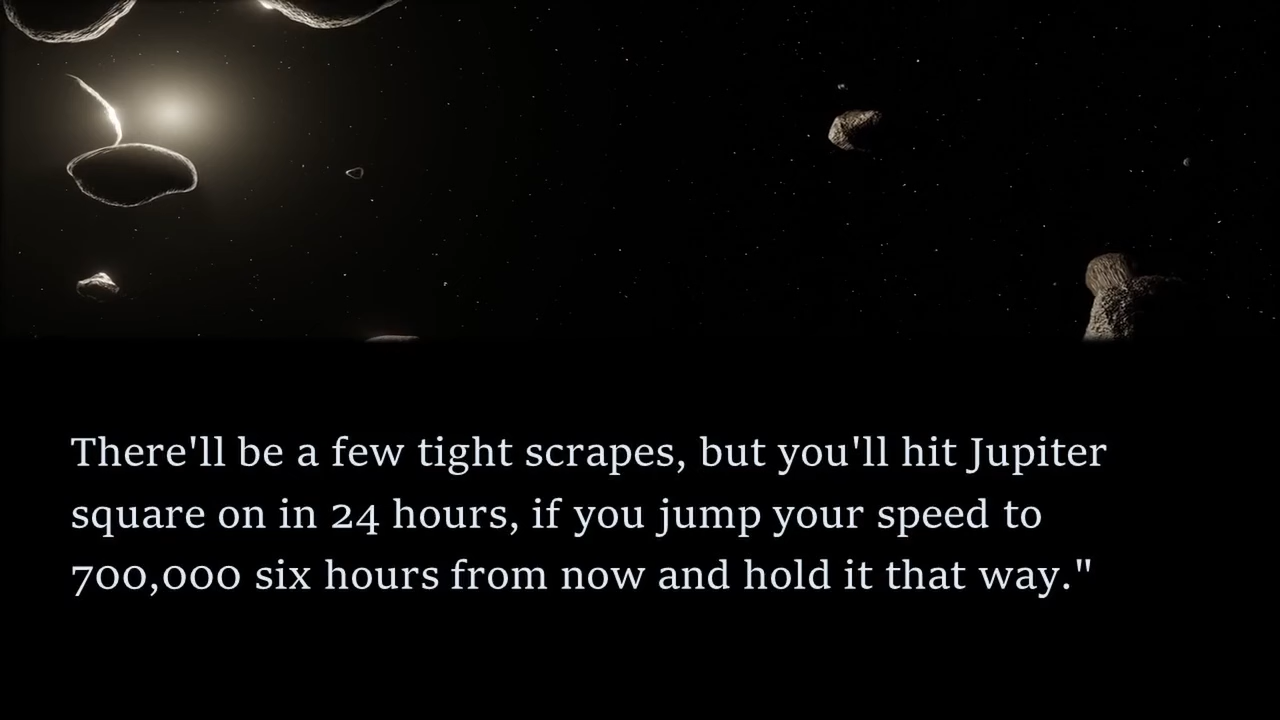 There'll be a few tight scrapes, but you'll hit Jupiter
square on in 24 hours, if you jump your speed to
700,000 six hours from now and hold it that way."